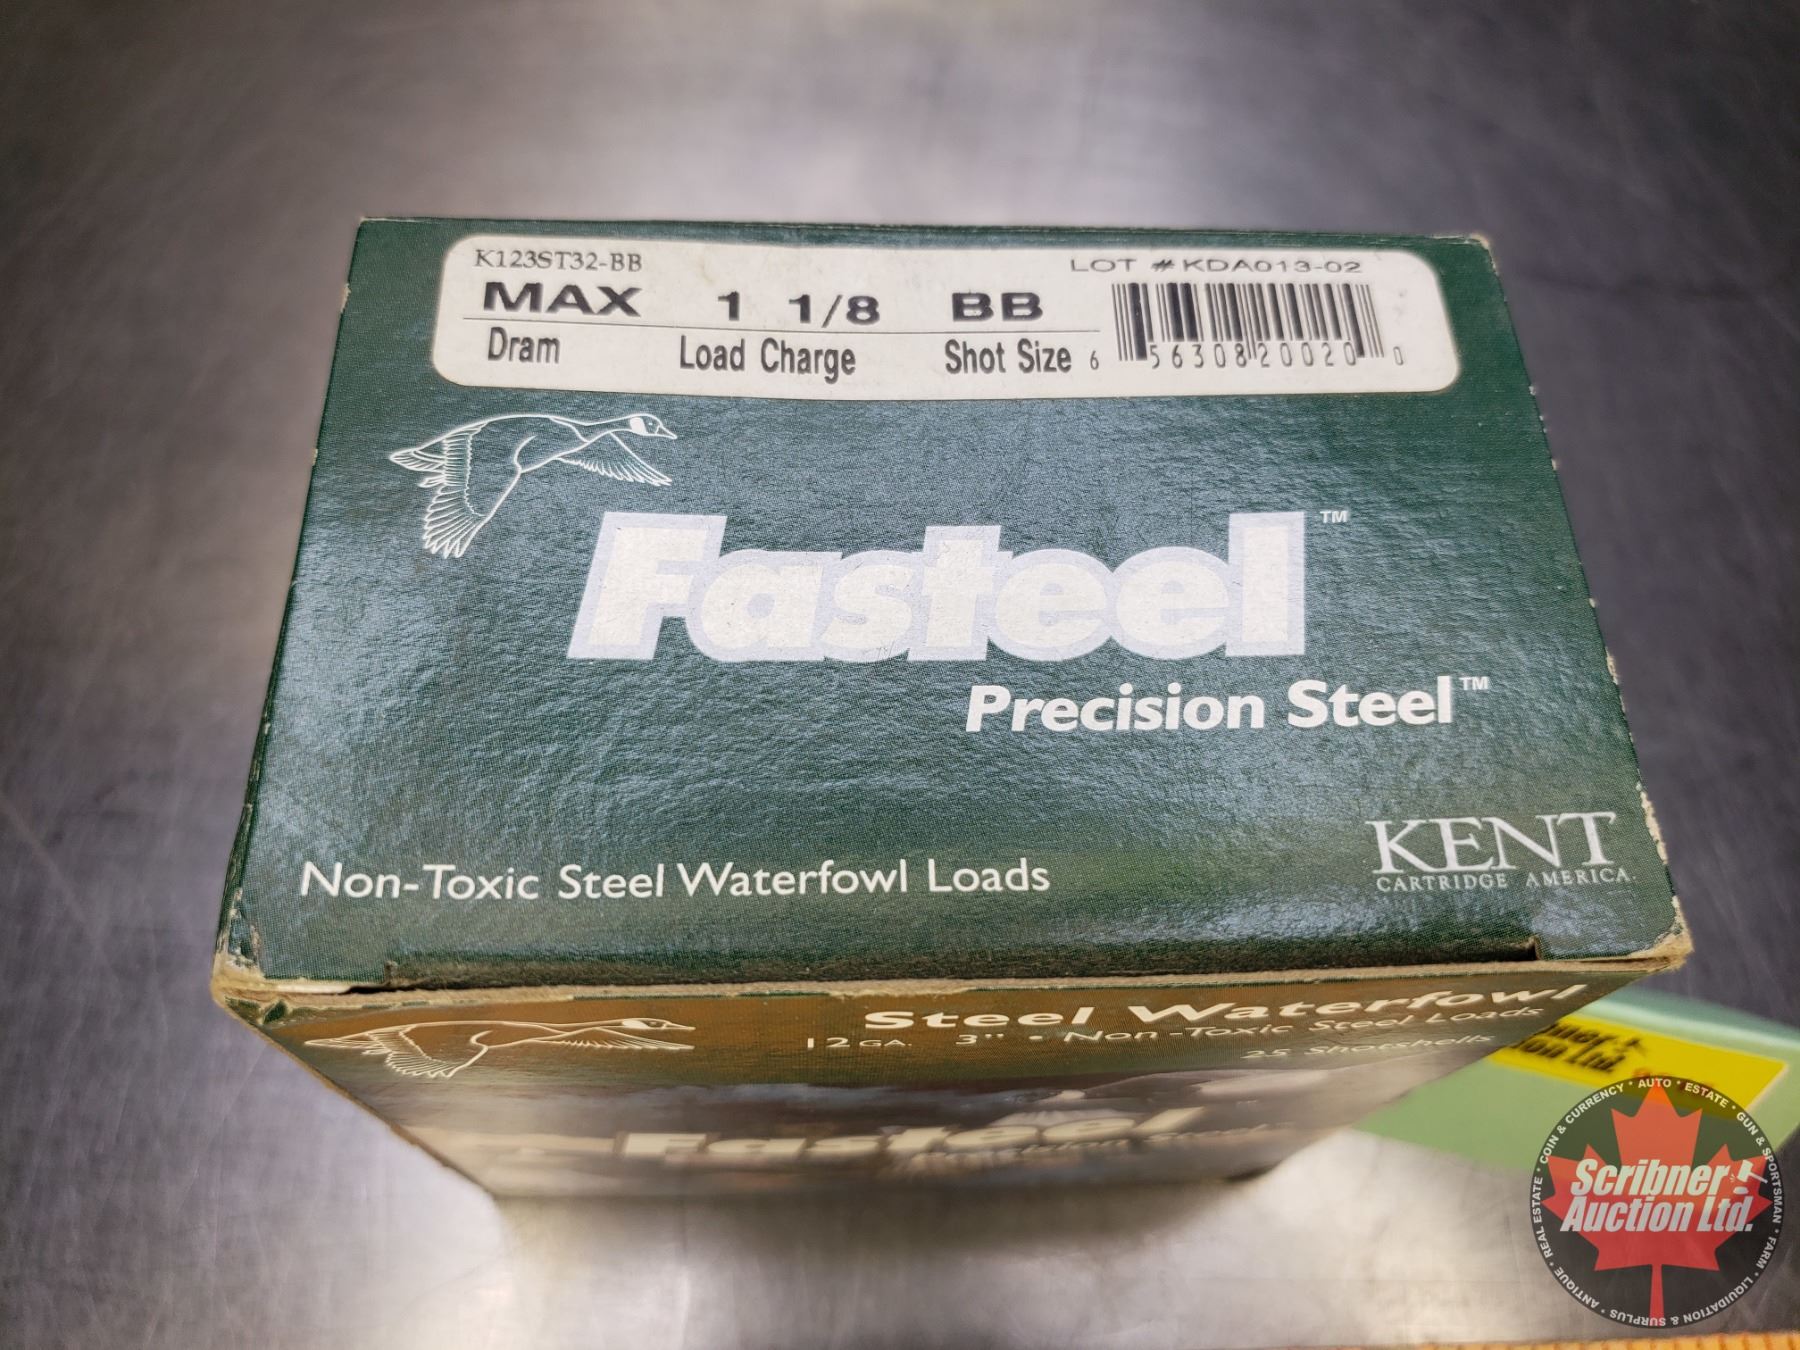 K123ST32-BB LOT #KDA013-02
MAX 1 1/8 BB
Dram Load Charge Shot Size
6 56308 20020 0
Fasteel™
Precision Steel™
Non-Toxic Steel Waterfowl Loads
KENT
CARTRIDGE AMERICA
Steel Waterfowl
12 GA. 3" • Non-Toxic Steel Loads
25 Shotshells
Fasteel
Precision Steel
Scribner
Auction Ltd.
COIN & CURRENCY • AUTO • ESTATE • GUN & SPORTSMAN • FARM • LIQUIDATION & SURPLUS • ANTIQUE • REAL ESTATE •